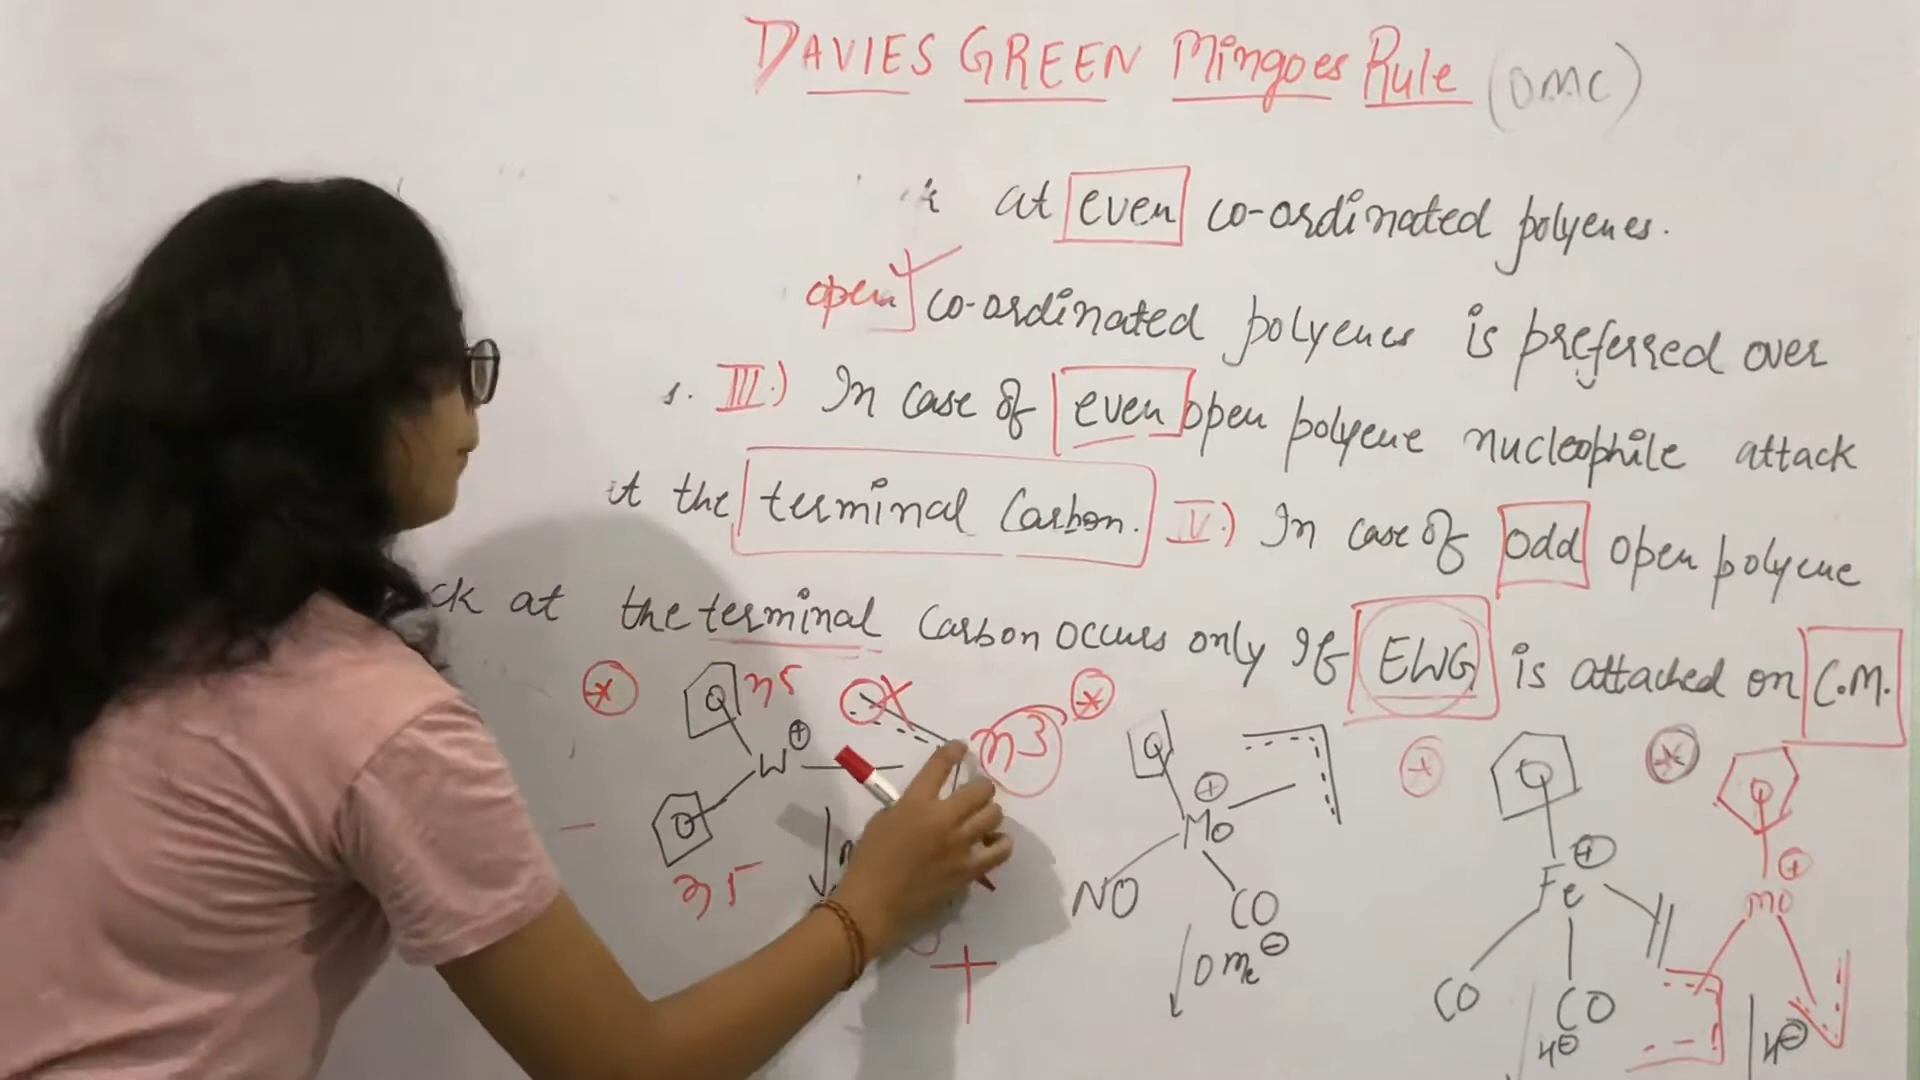 DAVIES GREEN Mingoes Rule (OMC)
at even co-ordinated polyenes.
open co-ordinated polyenes is preferred over
s. III.) In case of even open polyene nucleophile attack
at the terminal Carbon. IV.) In case of odd open polyene
ck at the terminal Carbon occurs only if EWG is attached on C.M.
η5 η3
W ⊕
η5
Mo ⊕
NO CO
OMe ⊖
Fe ⊕
CO CO
H⊖
Mo ⊕
H⊖